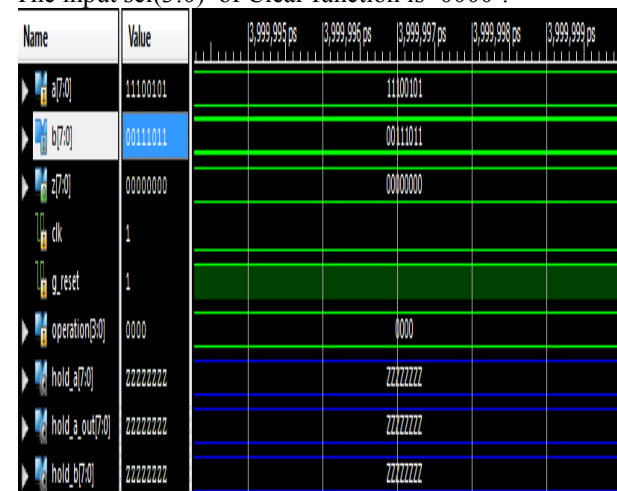 The input sel(3:0) of Clear function is "0000".
Name Value 3,999,995 ps 3,999,996 ps 3,999,997 ps 3,999,998 ps 3,999,999 ps
a[7:0] 11100101 11100101
b[7:0] 00111011 00111011
z[7:0] 00000000 00000000
clk 1
g_reset 1
operation[3:0] 0000 0000
hold_a[7:0] ZZZZZZZZ ZZZZZZZZ
hold_a_out[7:0] ZZZZZZZZ ZZZZZZZZ
hold_b[7:0] ZZZZZZZZ ZZZZZZZZ